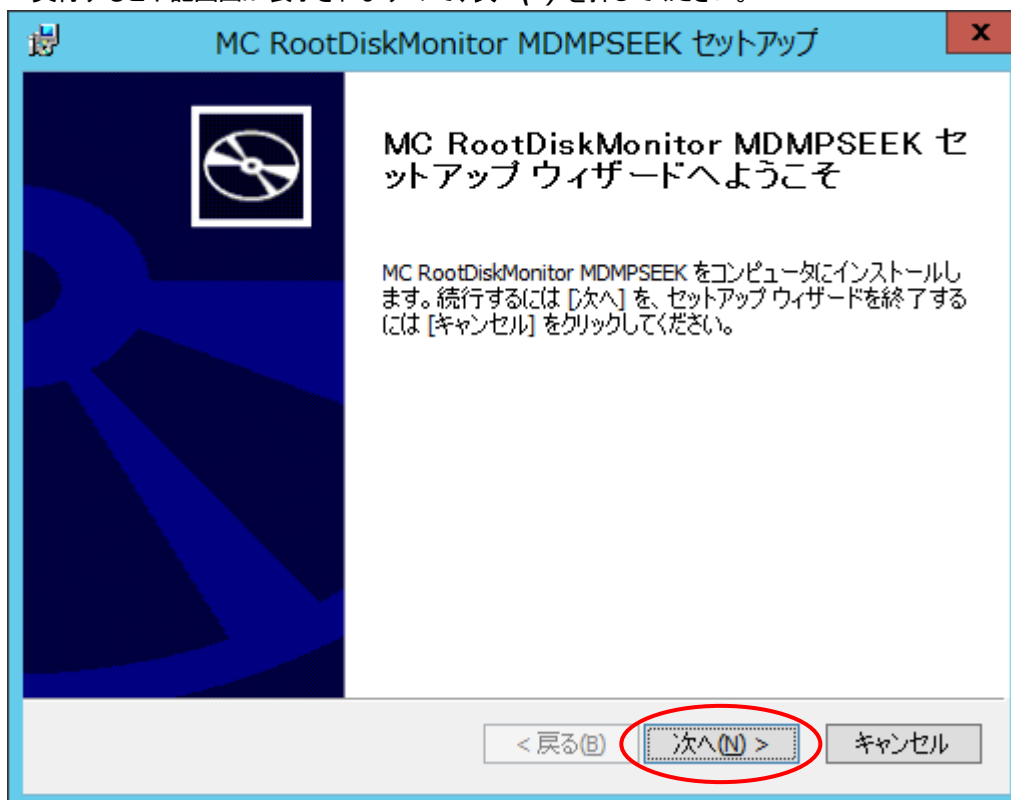 MC RootDiskMonitor MDMPSEEK セットアップ
x
MC RootDiskMonitor MDMPSEEK セ
ットアップ ウィザードへようこそ
MC RootDiskMonitor MDMPSEEK をコンピュータにインストールし
ます。続行するには [次へ] を、セットアップ ウィザードを終了する
には [キャンセル] をクリックしてください。
< 戻る(B)
次へ(N) >
キャンセル